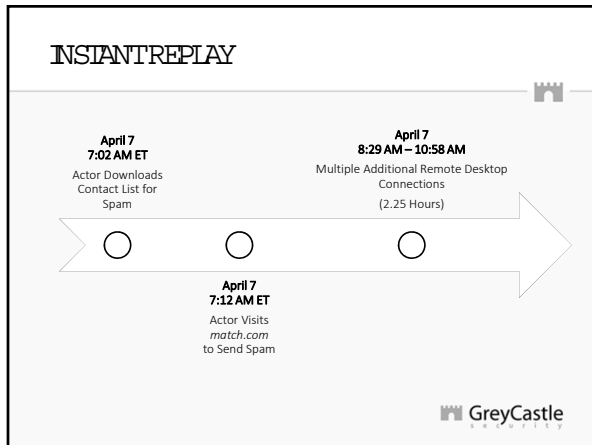 INSTANT REPLAY
April 7
7:02 AM ET
Actor Downloads
Contact List for
Spam
April 7
7:12 AM ET
Actor Visits
match.com
to Send Spam
April 7
8:29 AM – 10:58 AM
Multiple Additional Remote Desktop
Connections
(2.25 Hours)
GreyCastle
security